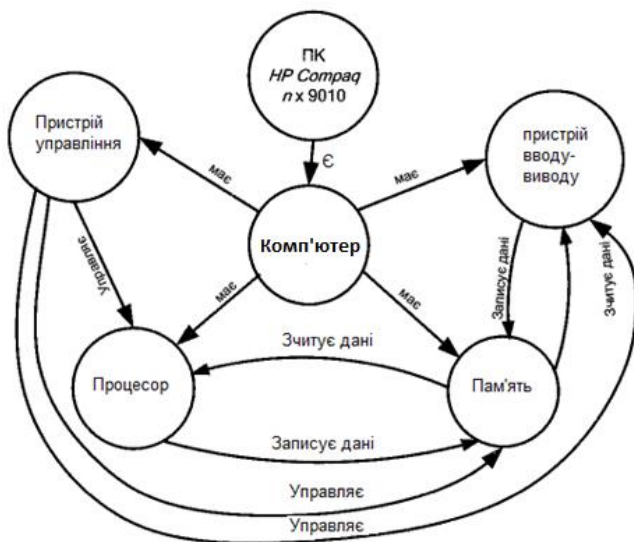 ПК
HP Compaq
n x 9010
Пристрій
управління
пристрій
вводу-
виводу
Є
має
має
Комп'ютер
Управляє
має
має
Записує дані
Зчитує дані
Зчитує дані
Процесор
Пам'ять
Записує дані
Управляє
Управляє